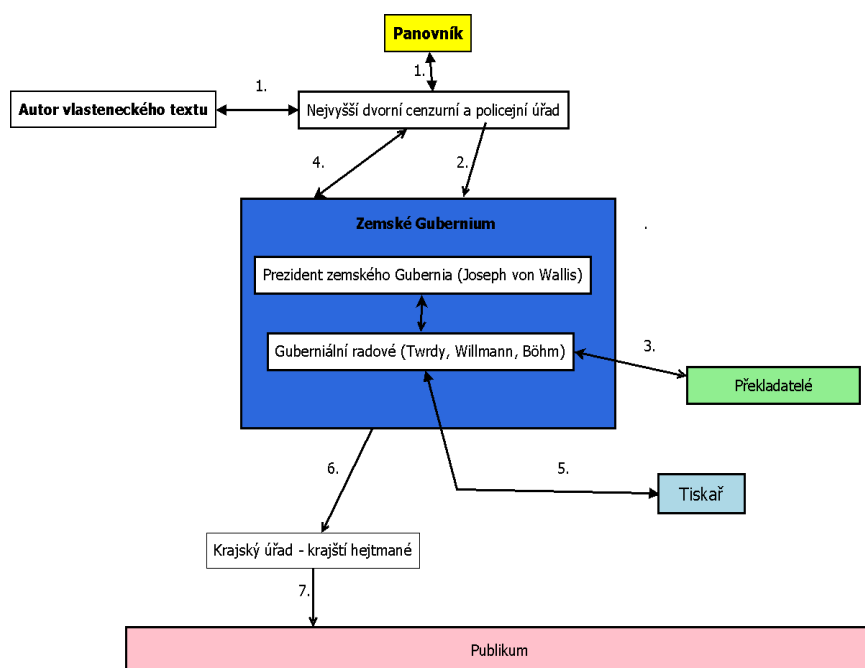 Panovník
1.
1.
Autor vlasteneckého textu
Nejvyšší dvorní cenzurní a policejní úřad
4.
2.
Zemské Gubernium
.
Prezident zemského Gubernia (Joseph von Wallis)
Guberniální radové (Twrdy, Willmann, Böhm)
3.
Překladatelé
6.
5.
Tiskař
Krajský úřad - krajští hejtmané
7.
Publikum